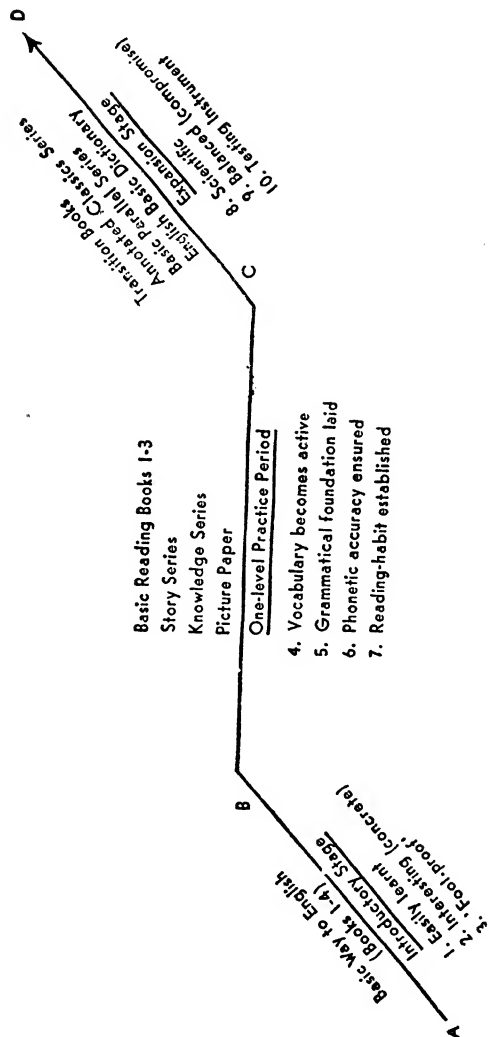 A
Basic Way to English
(Books 1-4)
Introductory Stage
1. Easily learnt
2. Interesting (concrete)
3. 'Fool-proof'
B
Basic Reading Books 1-3
Story Series
Knowledge Series
Picture Paper
One-level Practice Period
4. Vocabulary becomes active
5. Grammatical foundation laid
6. Phonetic accuracy ensured
7. Reading-habit established
C
Transition Books
Annotated Classics Series
Basic Perallel Series
English Basic Dictionary
Expansion Stage
8. Scientific
9. Balanced (compromise)
10. Testing Instrument
D